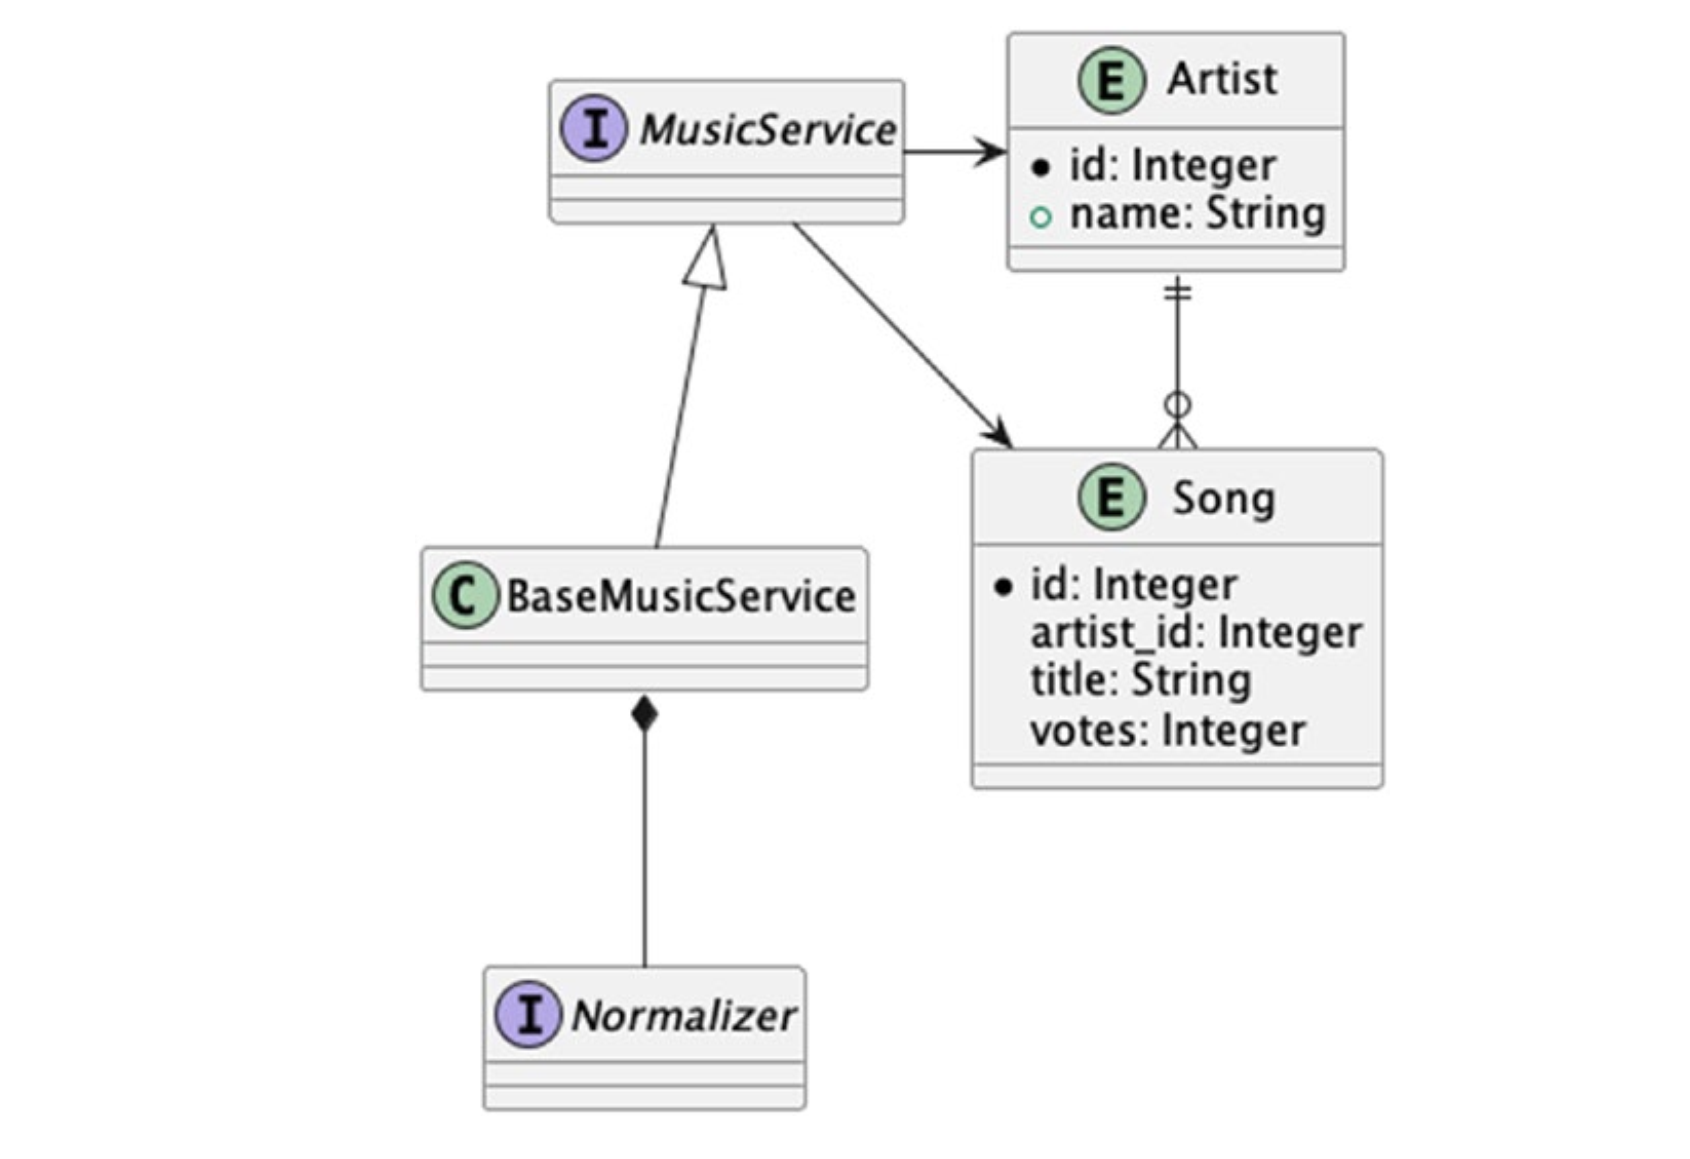 I MusicService
E Artist
id: Integer
name: String
C BaseMusicService
E Song
id: Integer
artist_id: Integer
title: String
votes: Integer
I Normalizer